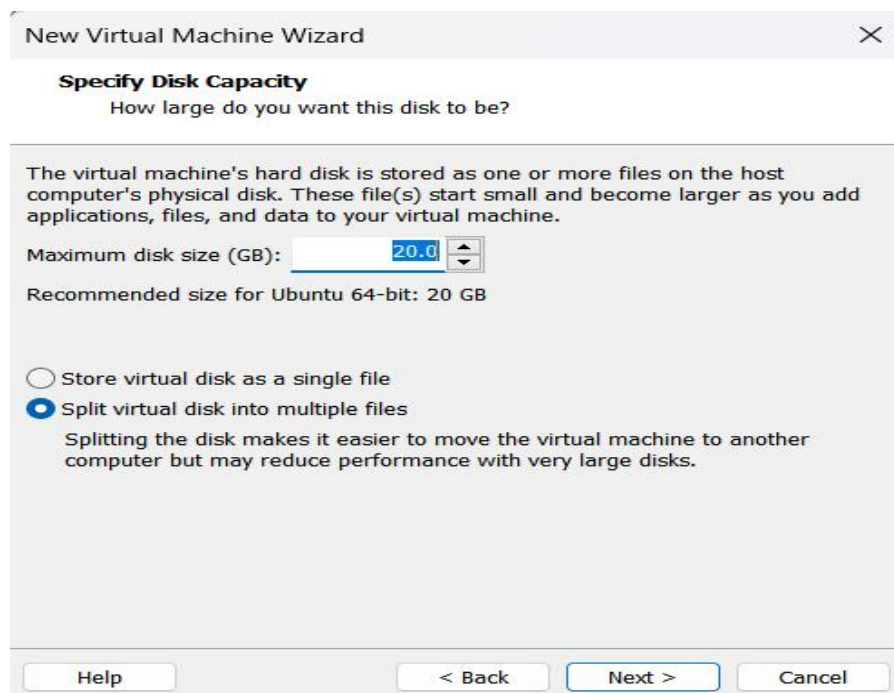 New Virtual Machine Wizard
Specify Disk Capacity
How large do you want this disk to be?
The virtual machine's hard disk is stored as one or more files on the host
computer's physical disk. These file(s) start small and become larger as you add
applications, files, and data to your virtual machine.
Maximum disk size (GB): 20.0
Recommended size for Ubuntu 64-bit: 20 GB
Store virtual disk as a single file
Split virtual disk into multiple files
Splitting the disk makes it easier to move the virtual machine to another
computer but may reduce performance with very large disks.
Help < Back Next > Cancel